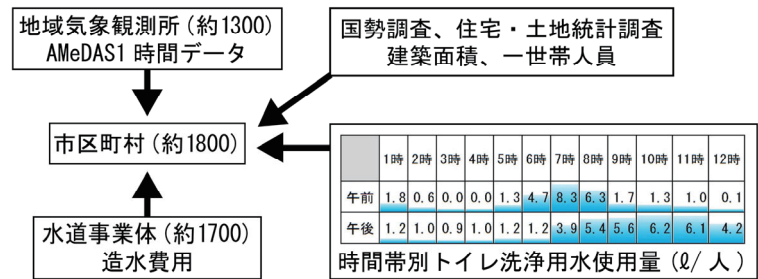 地域気象観測所(約1300)
AMeDAS1時間データ
国勢調査、住宅・土地統計調査
建築面積、一世帯人員
市区町村(約1800)
1時 2時 3時 4時 5時 6時 7時 8時 9時 10時 11時 12時
午前 1.8 0.6 0.0 0.0 1.3 4.7 8.3 6.3 1.7 1.3 1.0 0.1
午後 1.2 1.0 0.9 1.0 1.2 1.2 3.9 5.4 5.6 6.2 6.1 4.2
時間帯別トイレ洗浄用水使用量(ℓ/人)
水道事業体(約1700)
造水費用